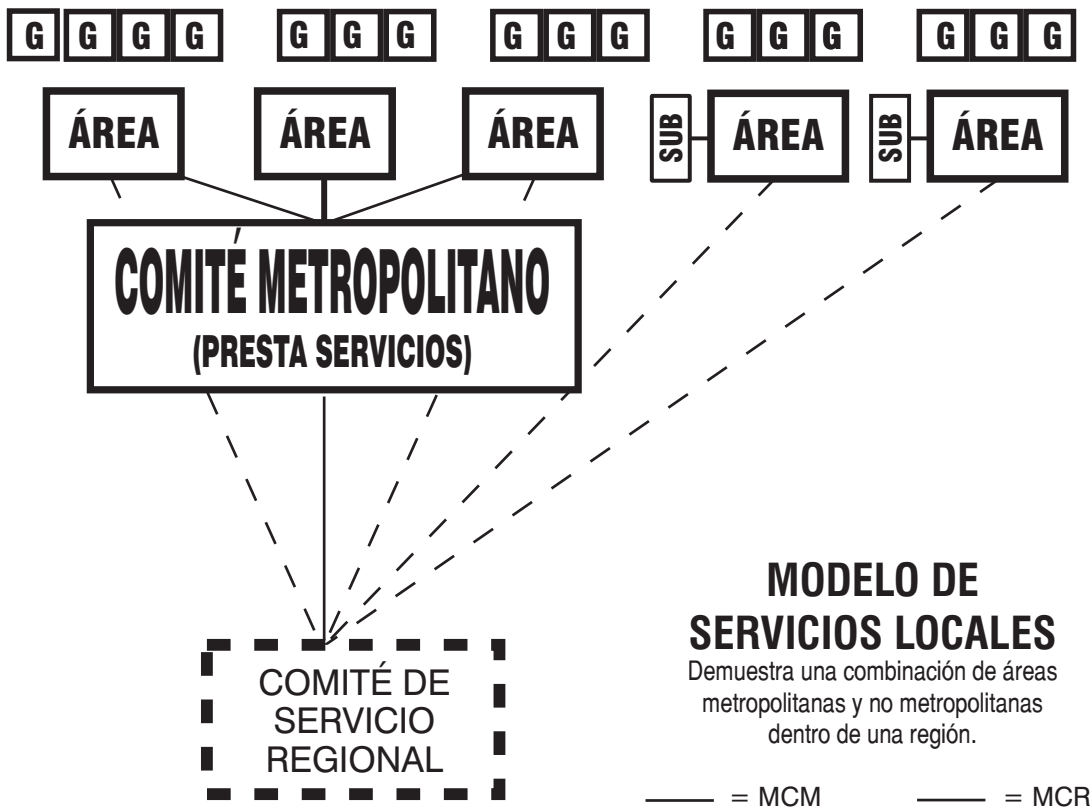 G G G G G G G G G G G G G G G G
ÁREA ÁREA ÁREA SUB ÁREA SUB ÁREA
COMITÉ METROPOLITANO
(PRESTA SERVICIOS)
MODELO DE
SERVICIOS LOCALES
Demuestra una combinación de áreas
metropolitanas y no metropolitanas
dentro de una región.
COMITÉ DE
SERVICIO
REGIONAL
= MCM = MCR